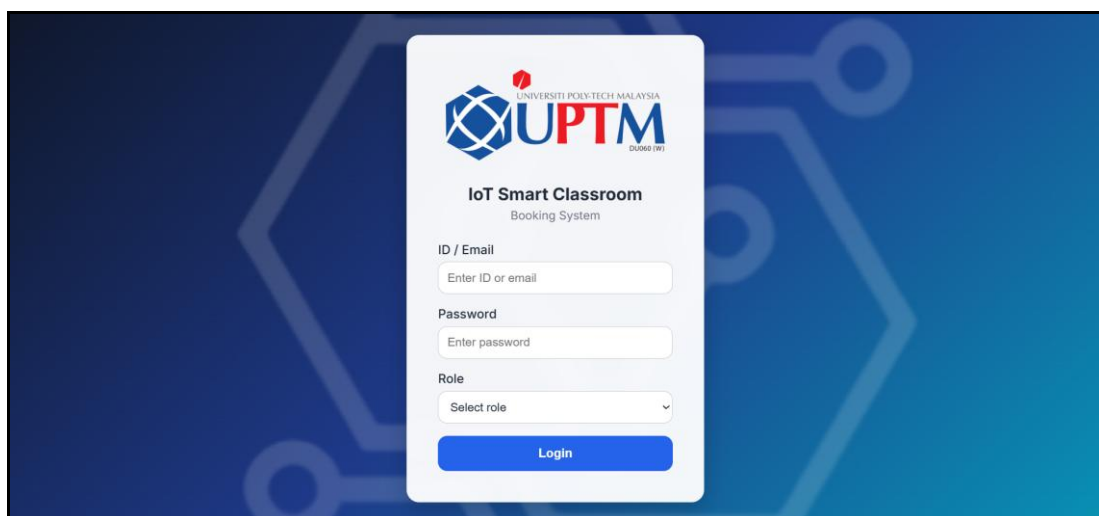 UNIVERSITI POLY-TECH MALAYSIA
UPTM
DU060 (W)
IoT Smart Classroom
Booking System
ID / Email
Enter ID or email
Password
Enter password
Role
Select role
Login